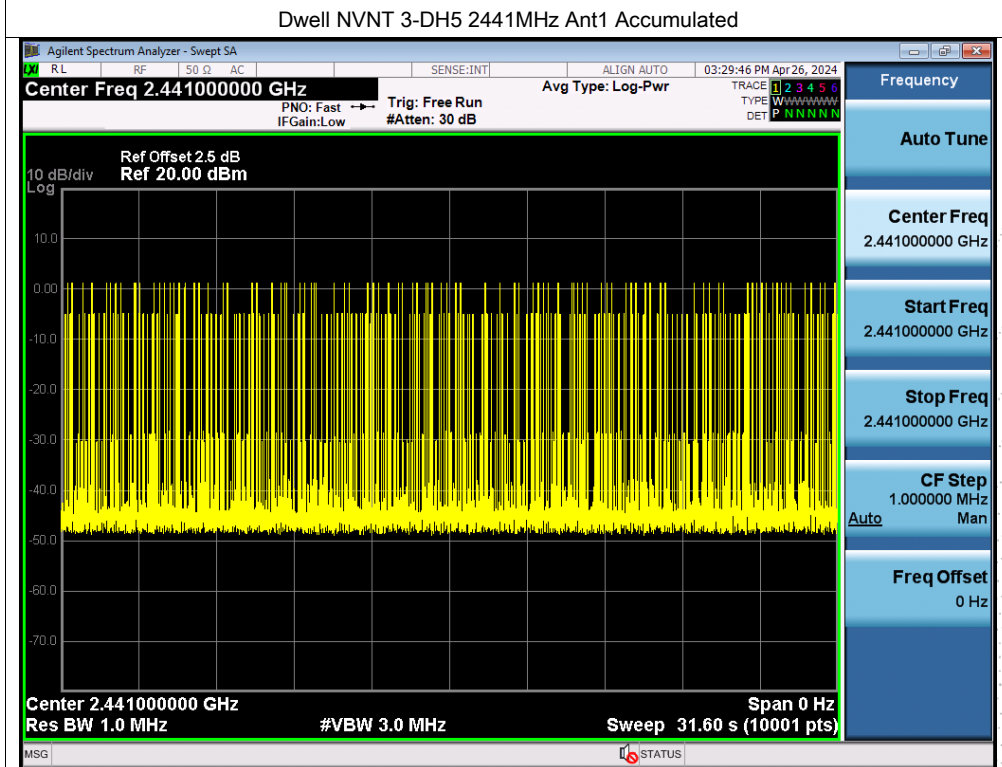 Dwell NVNT 3-DH5 2441MHz Ant1 Accumulated
Agilent Spectrum Analyzer - Swept SA
LXI RL RF 50 Ω AC SENSE:INT ALIGN AUTO 03:29:46 PM Apr 26, 2024
Center Freq 2.441000000 GHz Avg Type: Log-Pwr TRACE 1 2 3 4 5 6
PNO: Fast Trig: Free Run TYPE WWWWWW
IFGain:Low #Atten: 30 dB DET P NNNNN
Frequency
Auto Tune
Center Freq
2.441000000 GHz
Start Freq
2.441000000 GHz
Stop Freq
2.441000000 GHz
CF Step
1.000000 MHz
Auto Man
Freq Offset
0 Hz
Ref Offset 2.5 dB
10 dB/div Ref 20.00 dBm
Log
10.0
0.00
-10.0
-20.0
-30.0
-40.0
-50.0
-60.0
-70.0
Center 2.441000000 GHz Span 0 Hz
Res BW 1.0 MHz #VBW 3.0 MHz Sweep 31.60 s (10001 pts)
MSG STATUS